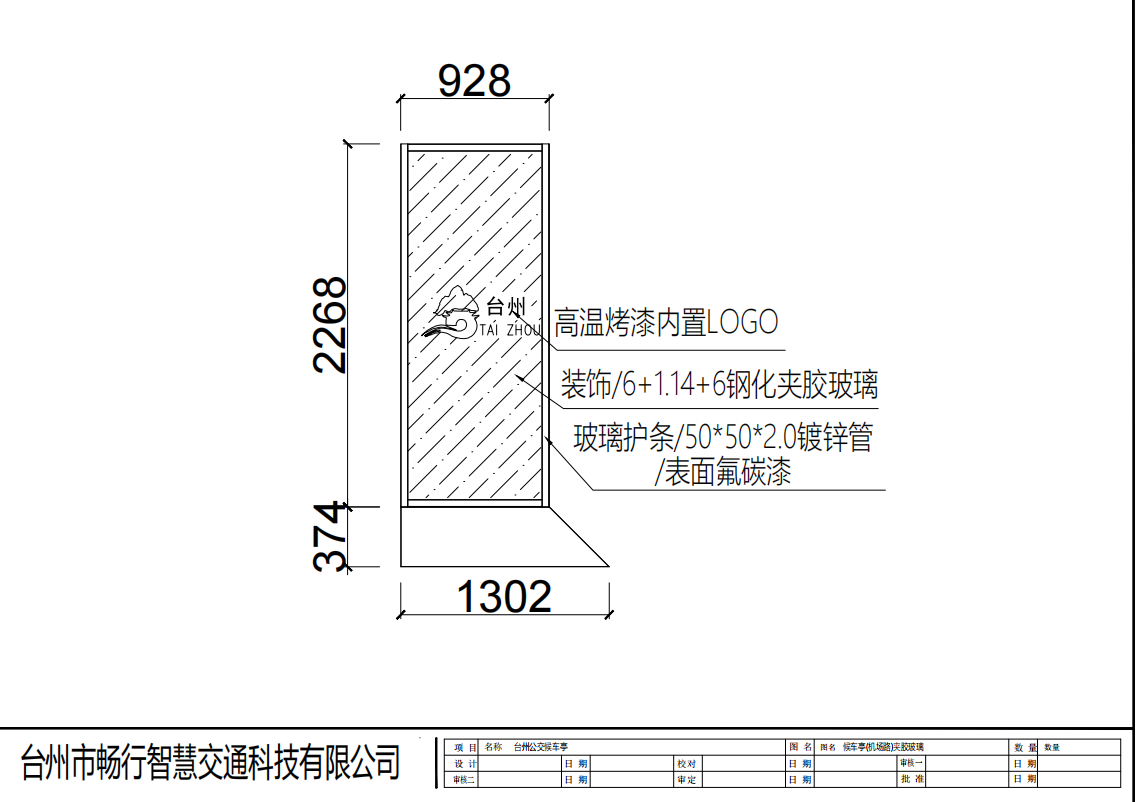 928
2268
台州
TAI ZHOU
高温烤漆内置LOGO
装饰/6+1.14+6钢化夹胶玻璃
玻璃护条/50*50*2.0镀锌管
/表面氟碳漆
374
1302
台州市畅行智慧交通科技有限公司
项 目 名称 台州公交候车亭 图 名 图名 候车亭(机场路)夹胶玻璃 数 量 数量
设 计 日 期 校 对 日 期 审核一 日 期
审核二 日 期 审 定 日 期 批 准 日 期